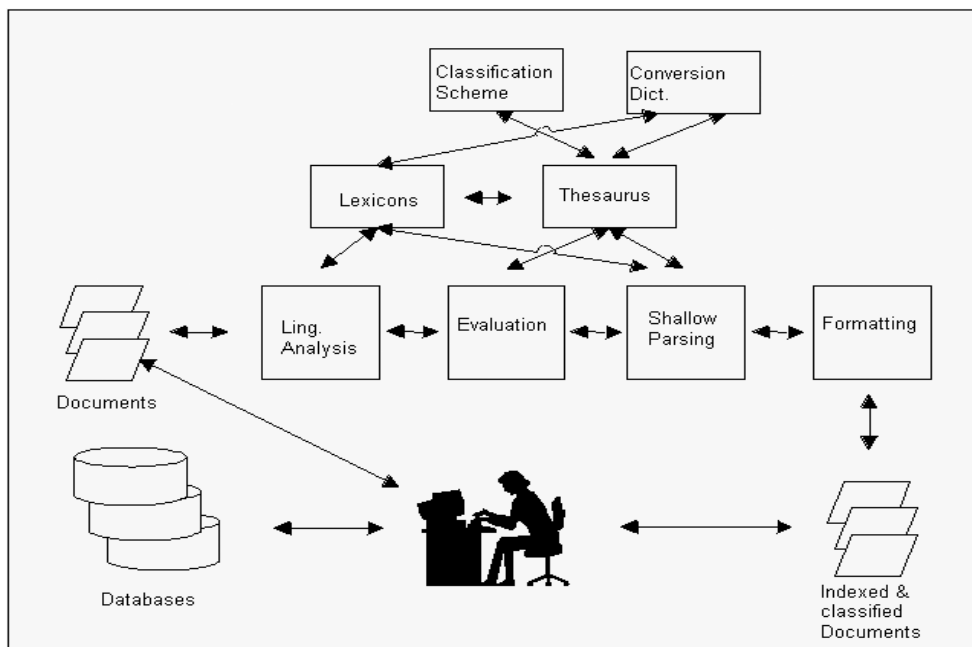 Classification
Scheme
Conversion
Dict.
Lexicons
Thesaurus
Ling.
Analysis
Evaluation
Shallow
Parsing
Formatting
Documents
Databases
Indexed &
classified
Documents